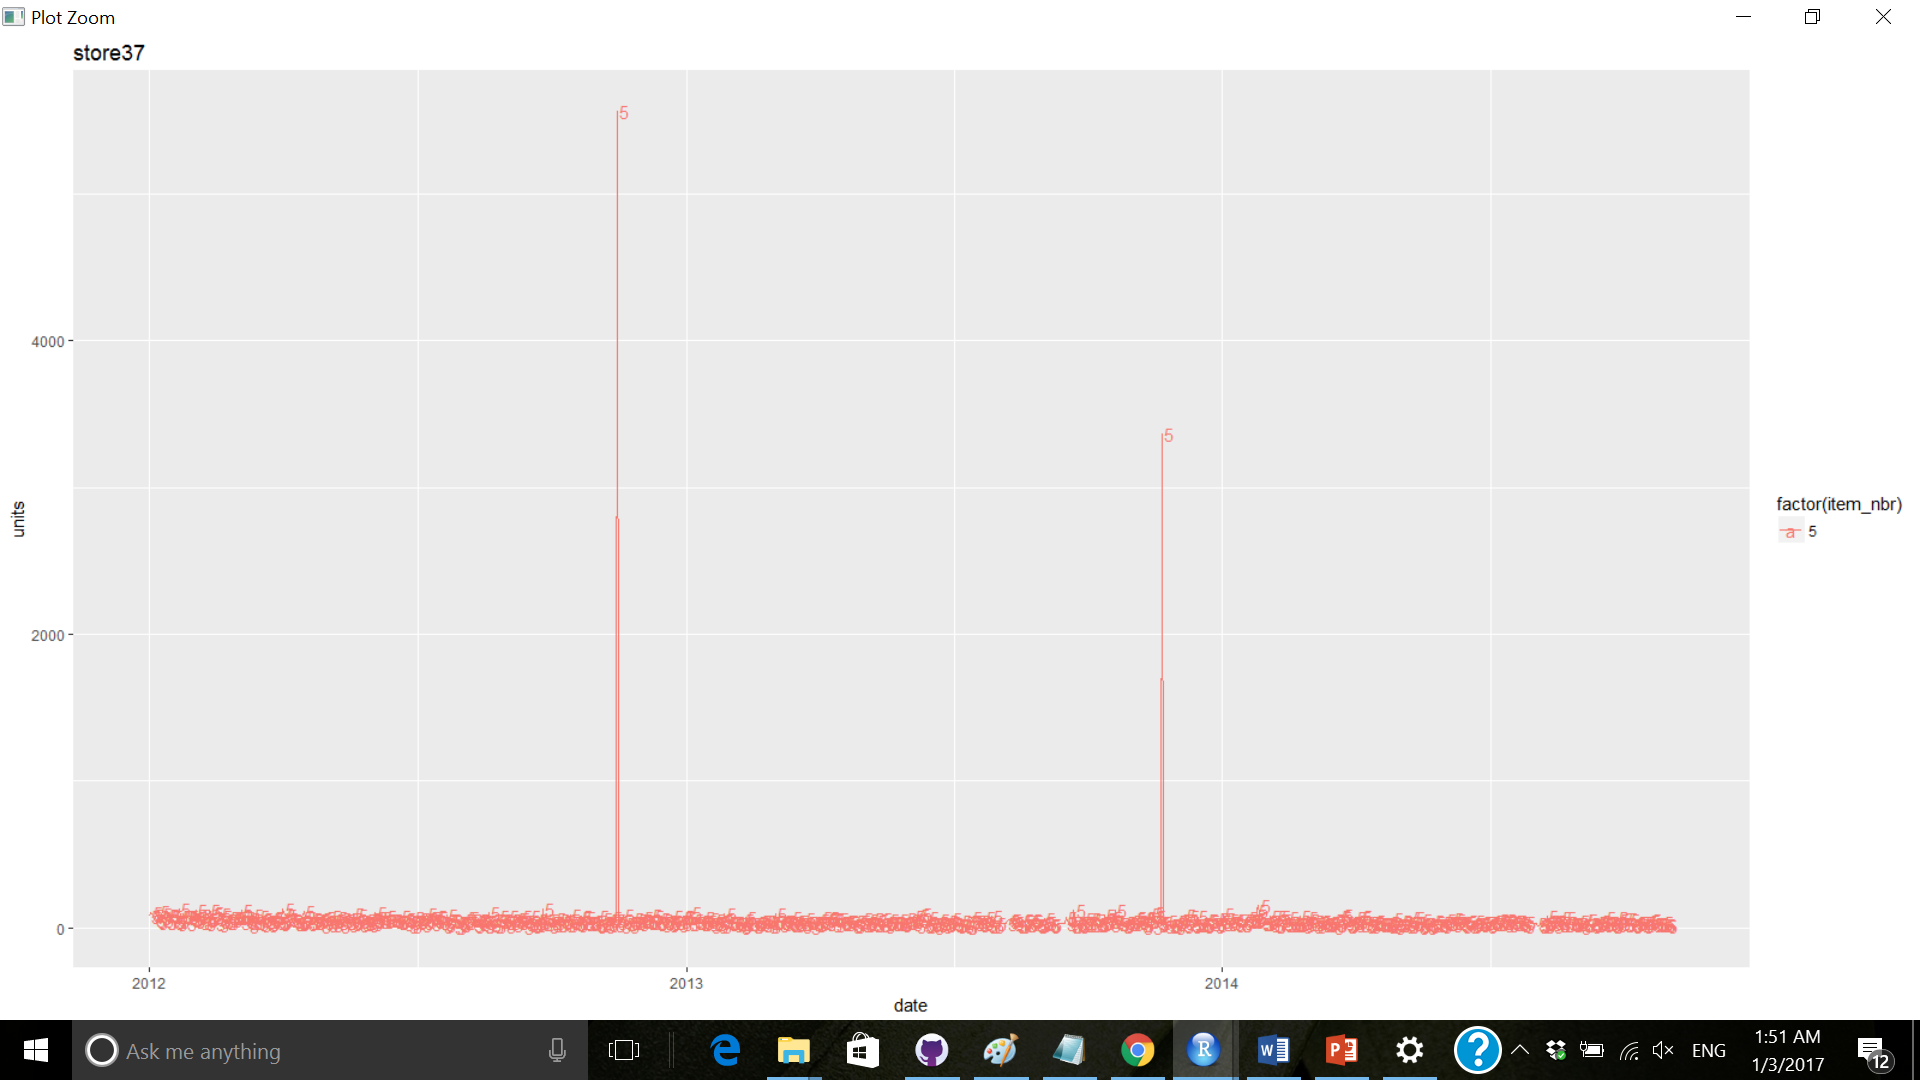 Plot Zoom
store37
5
4000
5
units
factor(item_nbr)
a 5
2000
0
2012 2013 2014
date
Ask me anything
ENG
1:51 AM
1/3/2017
12